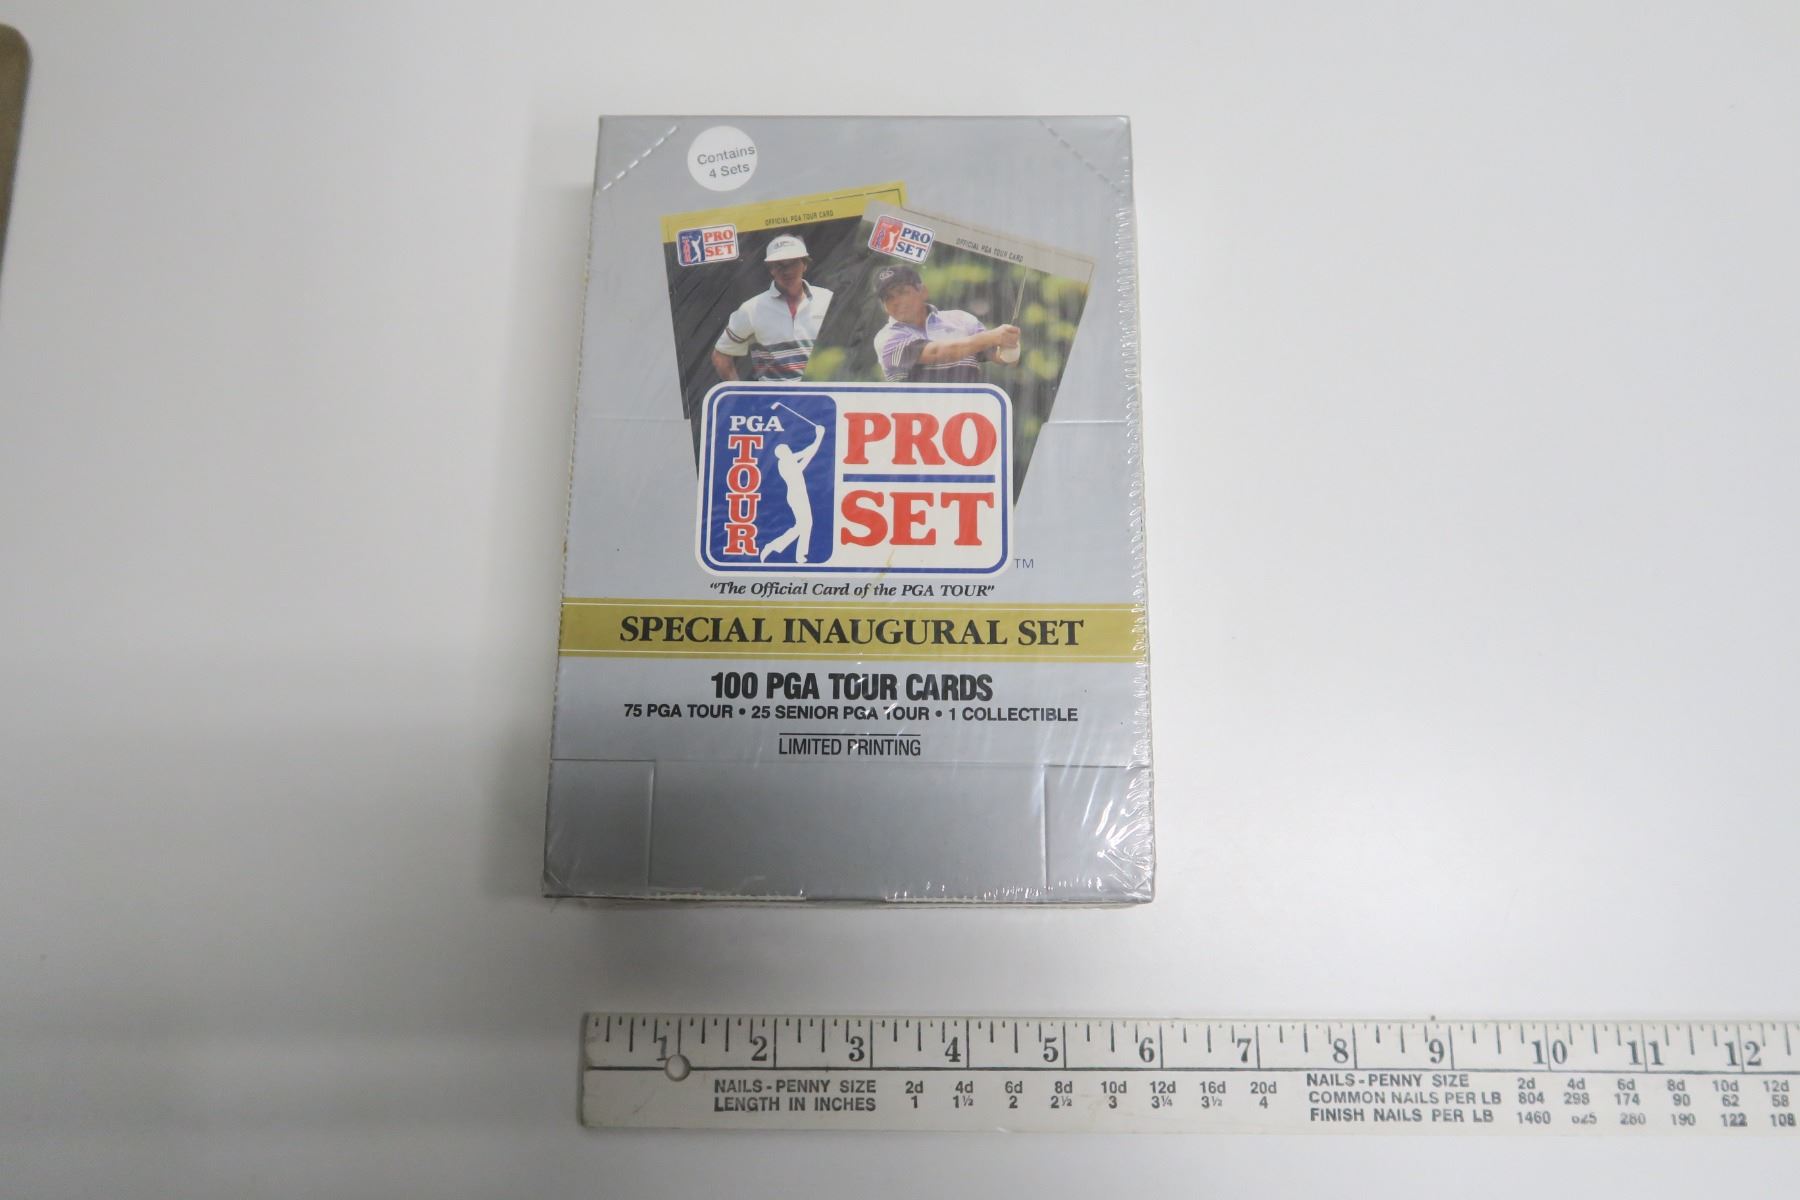 Contains
4 Sets
OFFICIAL PGA TOUR CARD
PGA TOUR PRO SET
OFFICIAL PGA TOUR CARD
PRO SET
PGA
TOUR
PRO
SET
TM
"The Official Card of the PGA TOUR"
SPECIAL INAUGURAL SET
100 PGA TOUR CARDS
75 PGA TOUR • 25 SENIOR PGA TOUR • 1 COLLECTIBLE
LIMITED PRINTING
1 2 3 4 5 6 7 8 9 10 11 12
NAILS - PENNY SIZE 2d 4d 6d 8d 10d 12d 16d 20d
LENGTH IN INCHES 1 1½ 2 2½ 3 3¼ 3½ 4
NAILS - PENNY SIZE 2d 4d 6d 8d 10d 12d
COMMON NAILS PER LB 804 298 174 90 62 58
FINISH NAILS PER LB 1460 280 190 122 108